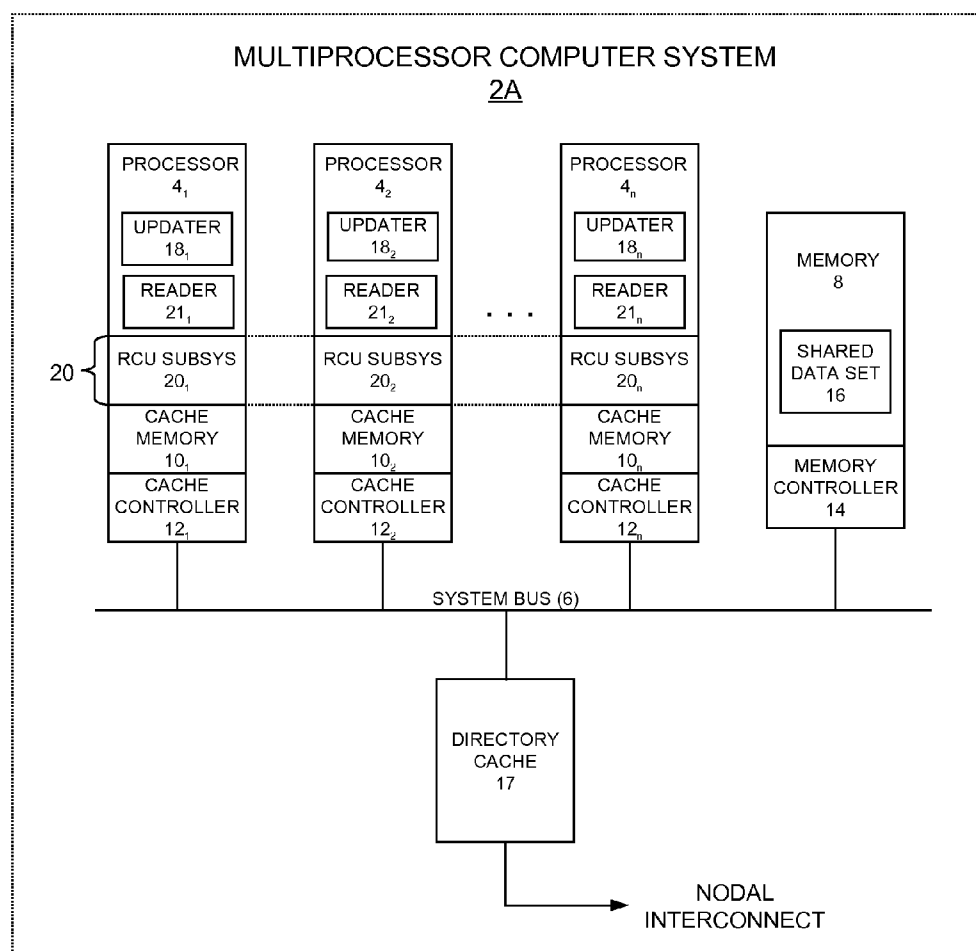 MULTIPROCESSOR COMPUTER SYSTEM
2A
PROCESSOR
4₁
UPDATER
18₁
READER
21₁
RCU SUBSYS
20₁
CACHE
MEMORY
10₁
CACHE
CONTROLLER
12₁
PROCESSOR
4₂
UPDATER
18₂
READER
21₂
RCU SUBSYS
20₂
CACHE
MEMORY
10₂
CACHE
CONTROLLER
12₂
. . .
PROCESSOR
4ₙ
UPDATER
18ₙ
READER
21ₙ
RCU SUBSYS
20ₙ
CACHE
MEMORY
10ₙ
CACHE
CONTROLLER
12ₙ
MEMORY
8
SHARED
DATA SET
16
MEMORY
CONTROLLER
14
20
SYSTEM BUS (6)
DIRECTORY
CACHE
17
NODAL
INTERCONNECT